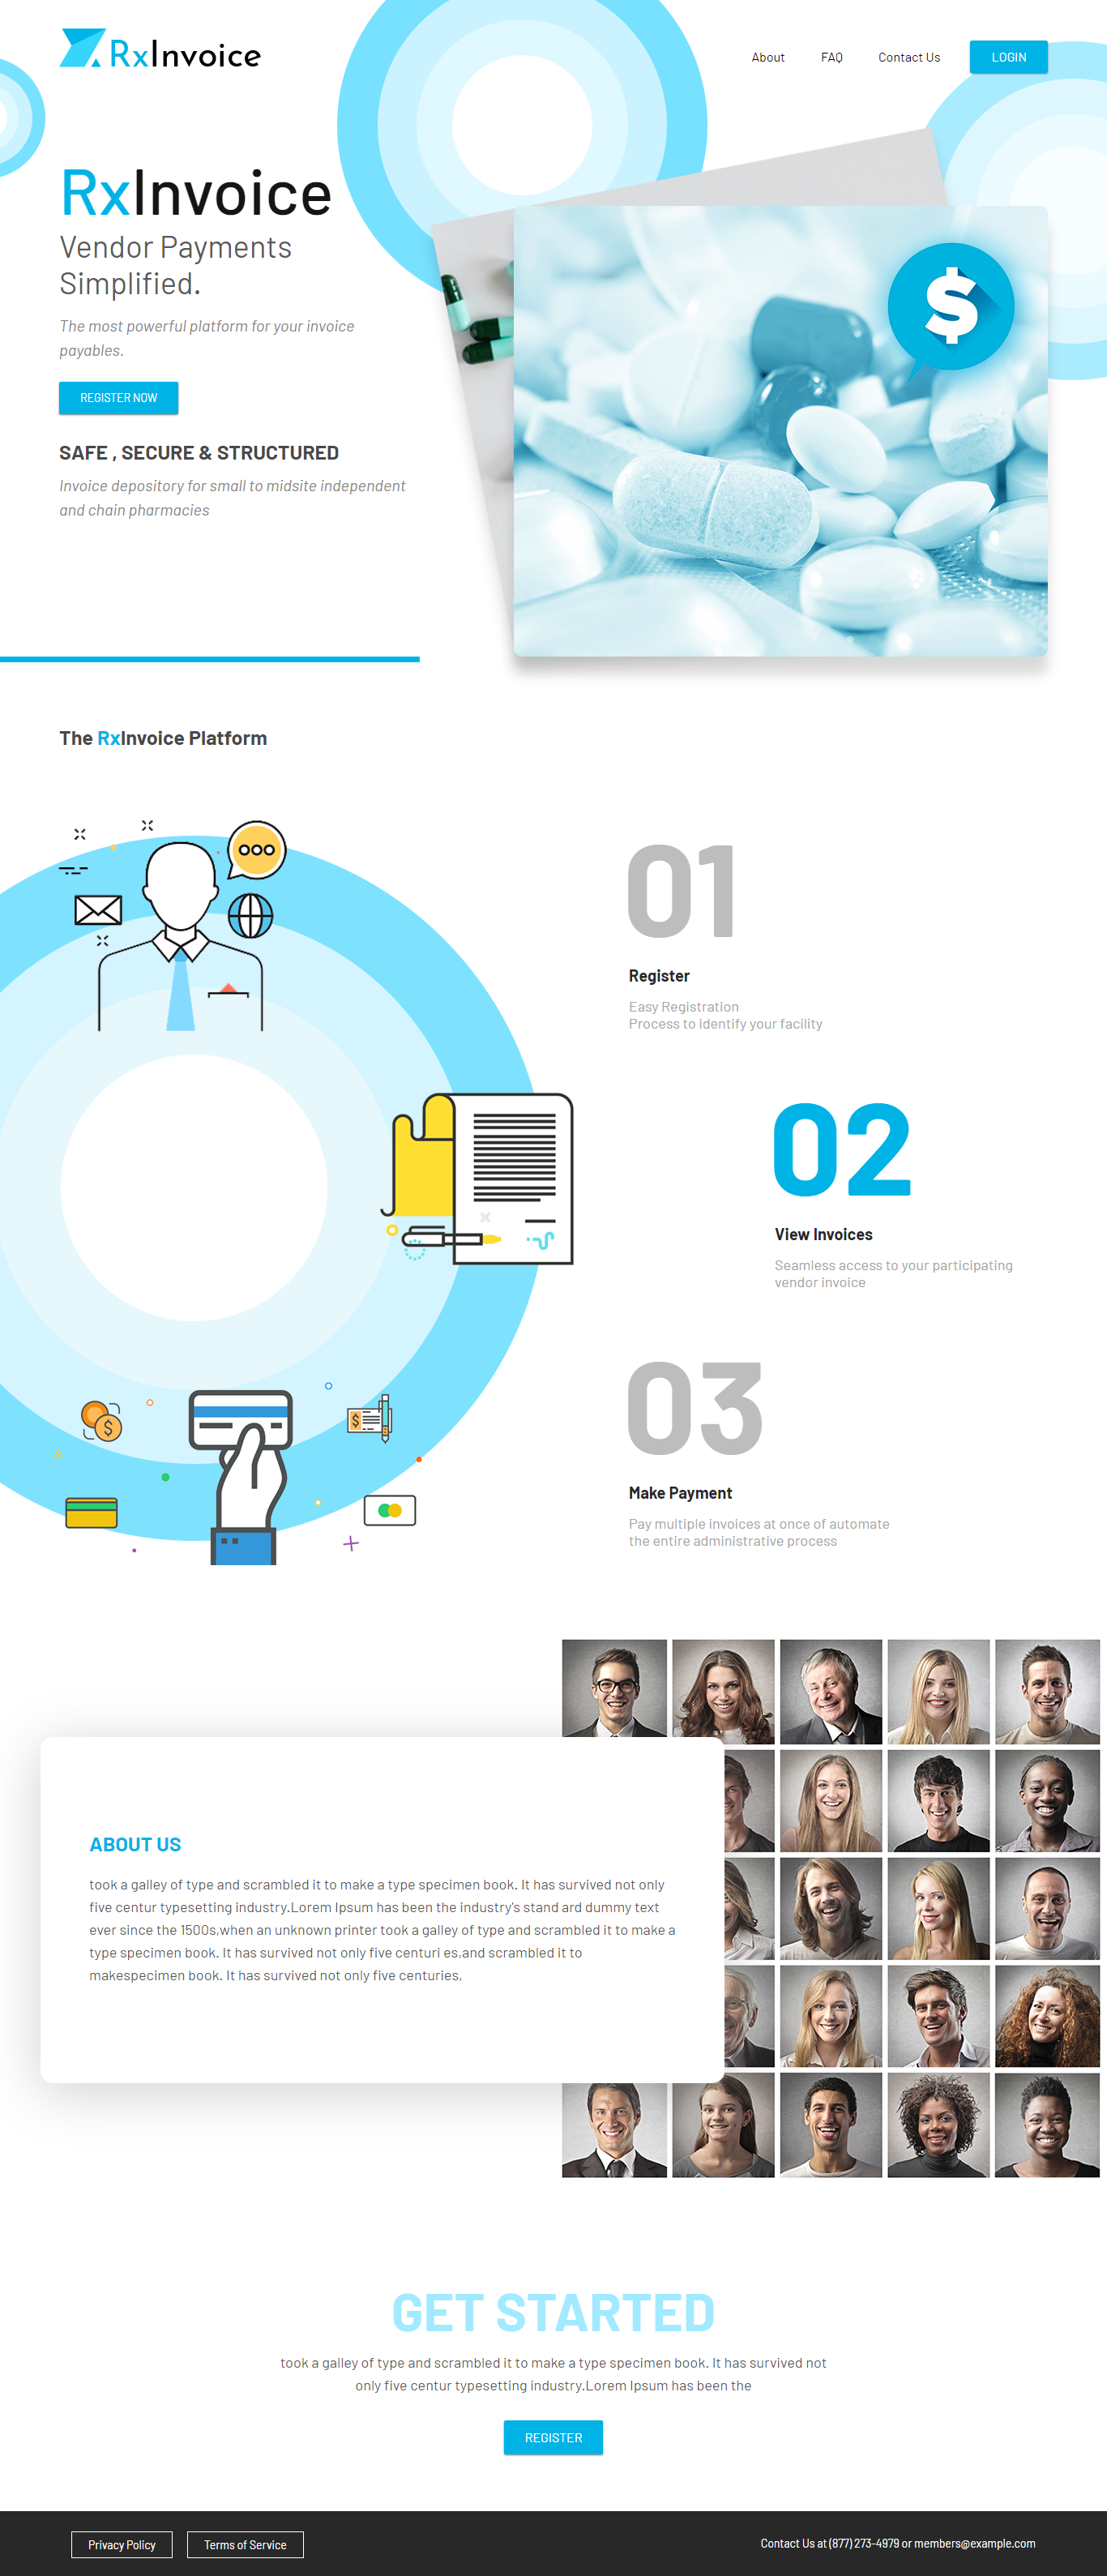 RxInvoice
About
FAQ
Contact Us
LOGIN
RxInvoice
Vendor Payments
Simplified.
The most powerful platform for your invoice
payables.
REGISTER NOW
SAFE , SECURE & STRUCTURED
Invoice depository for small to midsite independent
and chain pharmacies
$
The RxInvoice Platform
01
Register
Easy Registration
Process to identify your facility
02
View Invoices
Seamless access to your participating
vendor invoice
$
$
03
Make Payment
Pay multiple invoices at once of automate
the entire administrative process
ABOUT US
took a galley of type and scrambled it to make a type specimen book. It has survived not only
five centur typesetting industry.Lorem Ipsum has been the industry's stand ard dummy text
ever since the 1500s,when an unknown printer took a galley of type and scrambled it to make a
type specimen book. It has survived not only five centuri es,and scrambled it to
makespecimen book. It has survived not only five centuries,
GET STARTED
took a galley of type and scrambled it to make a type specimen book. It has survived not
only five centur typesetting industry.Lorem Ipsum has been the
REGISTER
Privacy Policy
Terms of Service
Contact Us at (877) 273-4979 or members@example.com